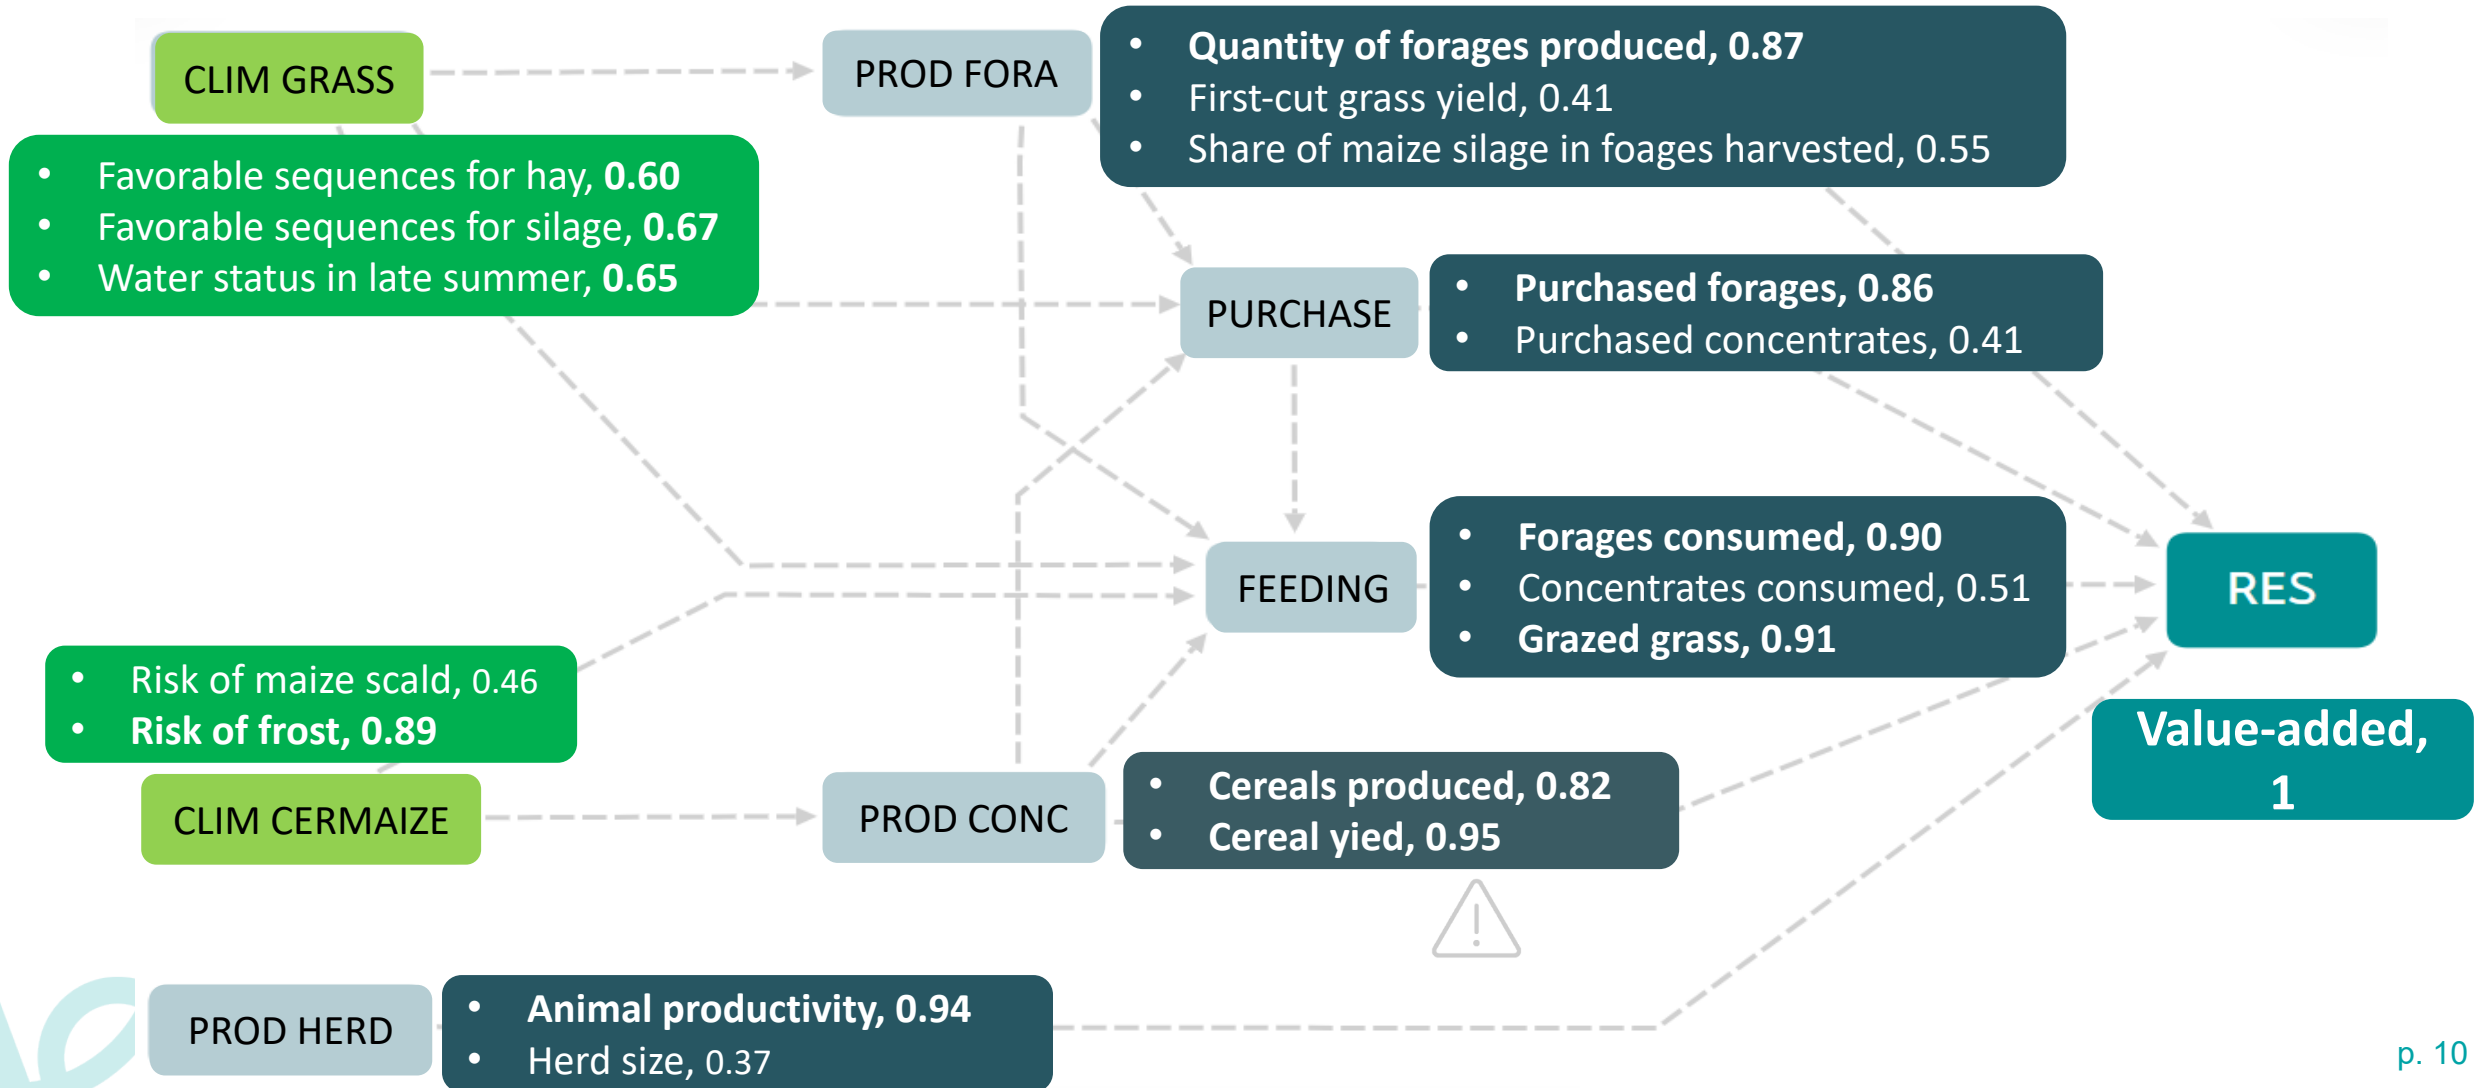 CLIM GRASS
• Favorable sequences for hay, 0.60
• Favorable sequences for silage, 0.67
• Water status in late summer, 0.65
PROD FORA
• Quantity of forages produced, 0.87
• First-cut grass yield, 0.41
• Share of maize silage in foages harvested, 0.55
PURCHASE
• Purchased forages, 0.86
• Purchased concentrates, 0.41
FEEDING
• Forages consumed, 0.90
• Concentrates consumed, 0.51
• Grazed grass, 0.91
RES
Value-added,
1
• Risk of maize scald, 0.46
• Risk of frost, 0.89
CLIM CERMAIZE
PROD CONC
• Cereals produced, 0.82
• Cereal yied, 0.95
PROD HERD
• Animal productivity, 0.94
• Herd size, 0.37
p. 10